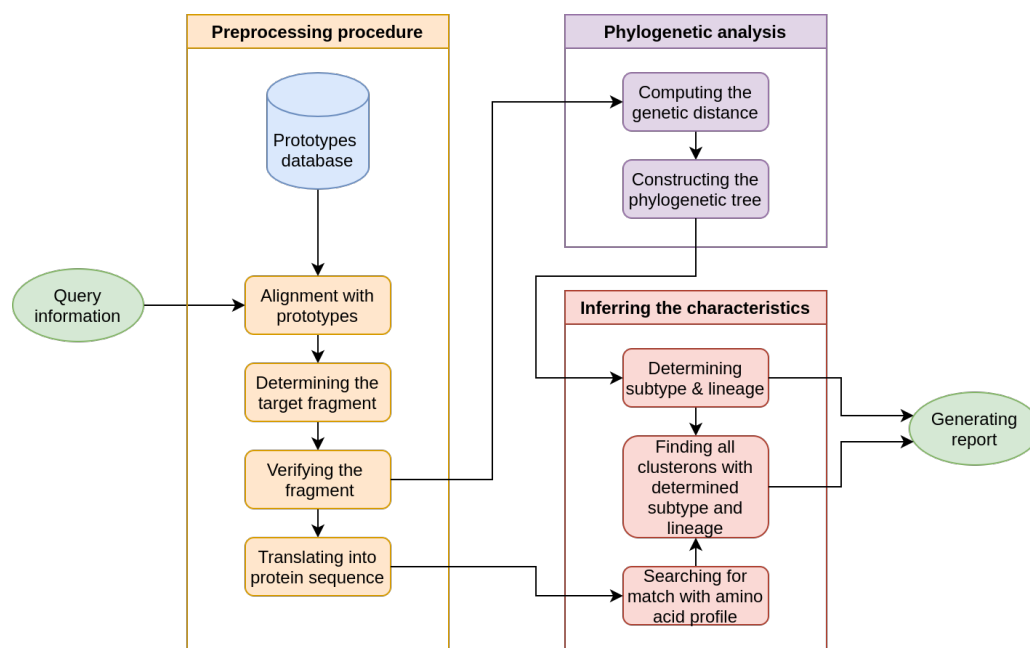 Preprocessing procedure
Prototypes
database
Query
information
Alignment with
prototypes
Determining the
target fragment
Verifying the
fragment
Translating into
protein sequence
Phylogenetic analysis
Computing the
genetic distance
Constructing the
phylogenetic tree
Inferring the characteristics
Determining
subtype & lineage
Finding all
clusterons with
determined
subtype and
lineage
Searching for
match with amino
acid profile
Generating
report